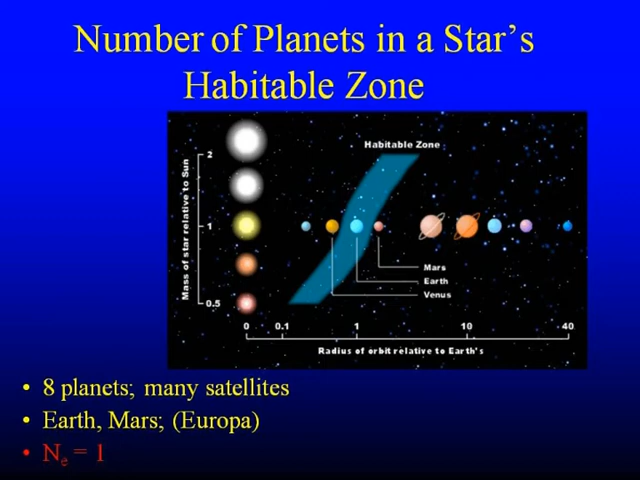 Number of Planets in a Star's
Habitable Zone
Habitable Zone
Mass of star relative to Sun
2
1
0.5
Mars
Earth
Venus
0 0.1 1 10 40
Radius of orbit relative to Earth's
• 8 planets; many satellites
• Earth, Mars; (Europa)
• Ne = 1